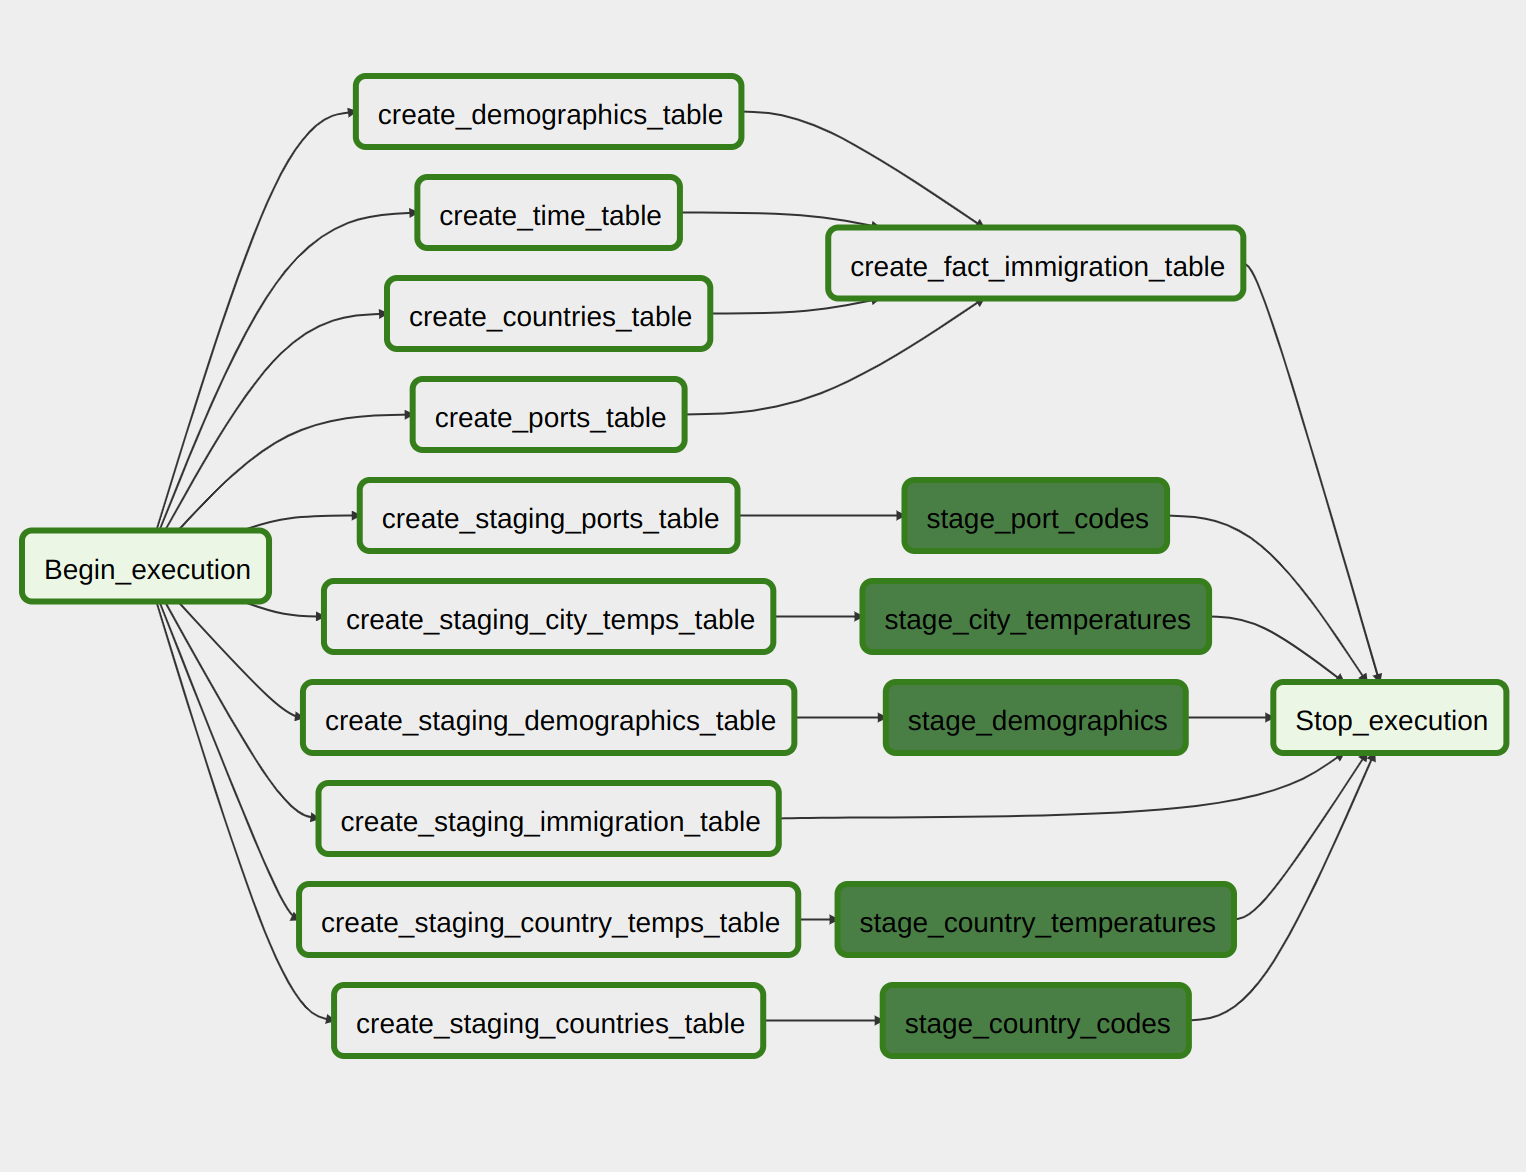 create_demographics_table
create_time_table
create_fact_immigration_table
create_countries_table
create_ports_table
create_staging_ports_table
stage_port_codes
Begin_execution
create_staging_city_temps_table
stage_city_temperatures
create_staging_demographics_table
stage_demographics
Stop_execution
create_staging_immigration_table
create_staging_country_temps_table
stage_country_temperatures
create_staging_countries_table
stage_country_codes